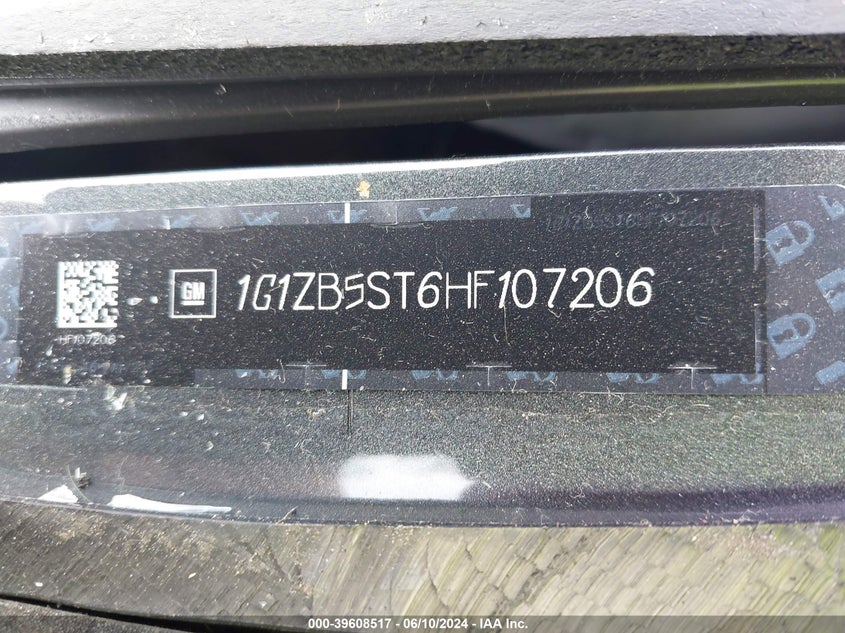 GM 1G1ZB5ST6HF107206
HF107206
000-39608517 - 06/10/2024 - IAA Inc.